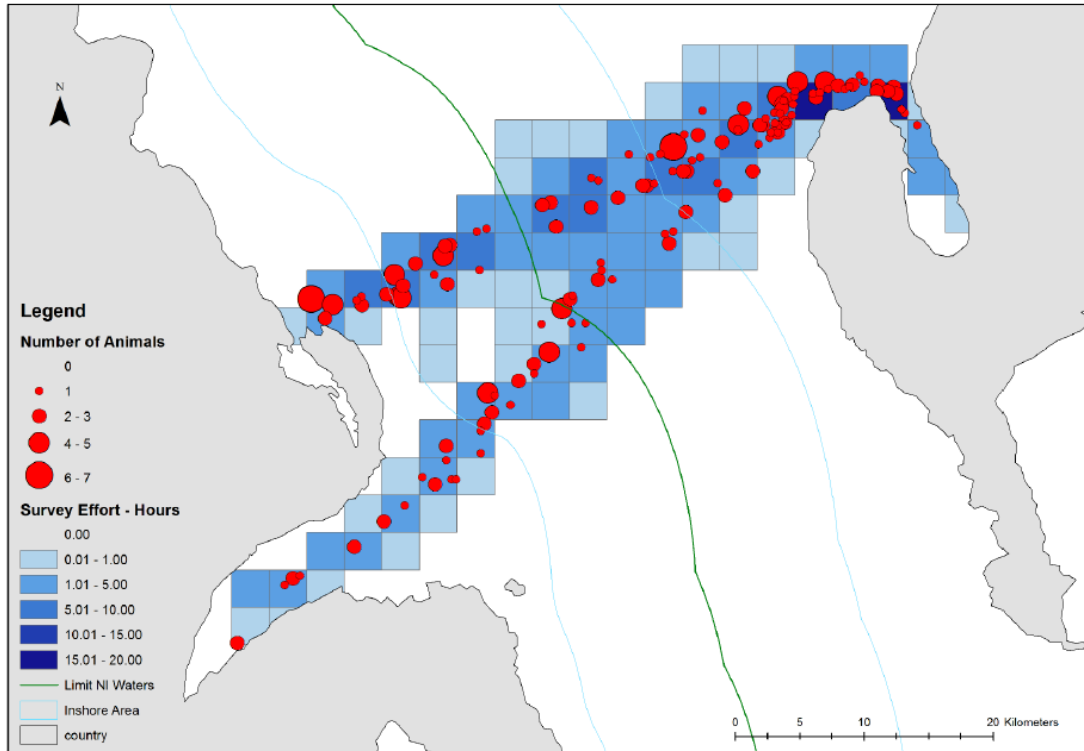 N
Legend
Number of Animals
0
1
2 - 3
4 - 5
6 - 7
Survey Effort - Hours
0.00
0.01 - 1.00
1.01 - 5.00
5.01 - 10.00
10.01 - 15.00
15.01 - 20.00
Limit NI Waters
Inshore Area
country
0 5 10 20 Kilometers